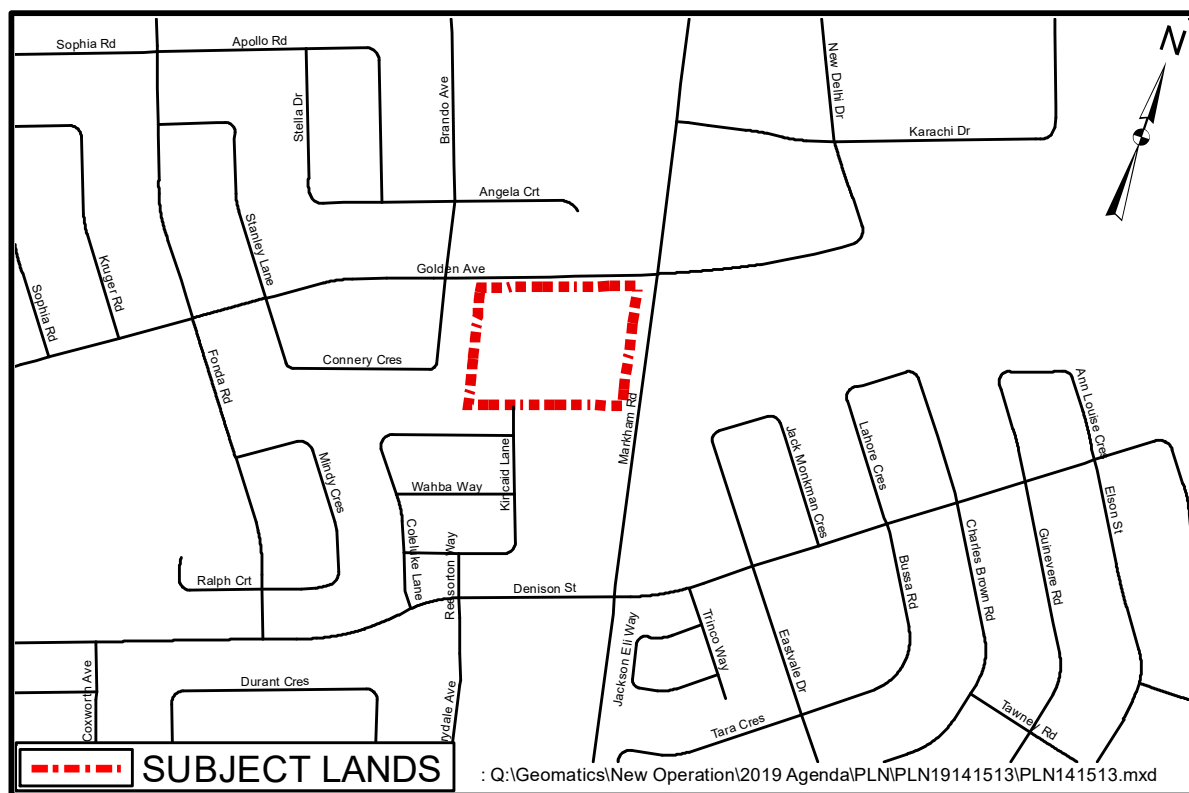 Sophia Rd
Apollo Rd
Stella Dr
Brando Ave
New Delhi Dr
Karachi Dr
N
Angela Crt
Stanley Lane
Kruger Rd
Sophia Rd
Golden Ave
Fonda Rd
Connery Cres
Markham Rd
Mindy Cres
Wahba Way
Kincaid Lane
Coleluke Lane
Reesorton Way
Ralph Crt
Denison St
Jack Monkman Cres
Lahore Cres
Ann Louise Cres
Elson St
Bussa Rd
Charles Brown Rd
Guinevere Rd
Trinco Way
Jackson Eli Way
Eastvale Dr
Tara Cres
Tawney Rd
Coxworth Ave
Durant Cres
rydale Ave
SUBJECT LANDS
: Q:\Geomatics\New Operation\2019 Agenda\PLN\PLN19141513\PLN141513.mxd